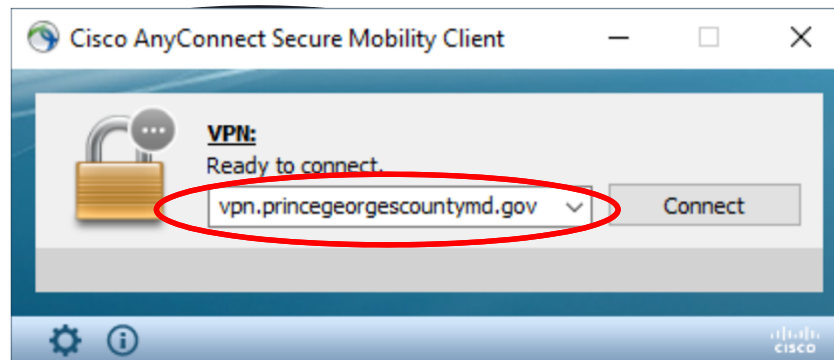 Cisco AnyConnect Secure Mobility Client
VPN:
Ready to connect.
vpn.princegeorgescountymd.gov
Connect
CISCO